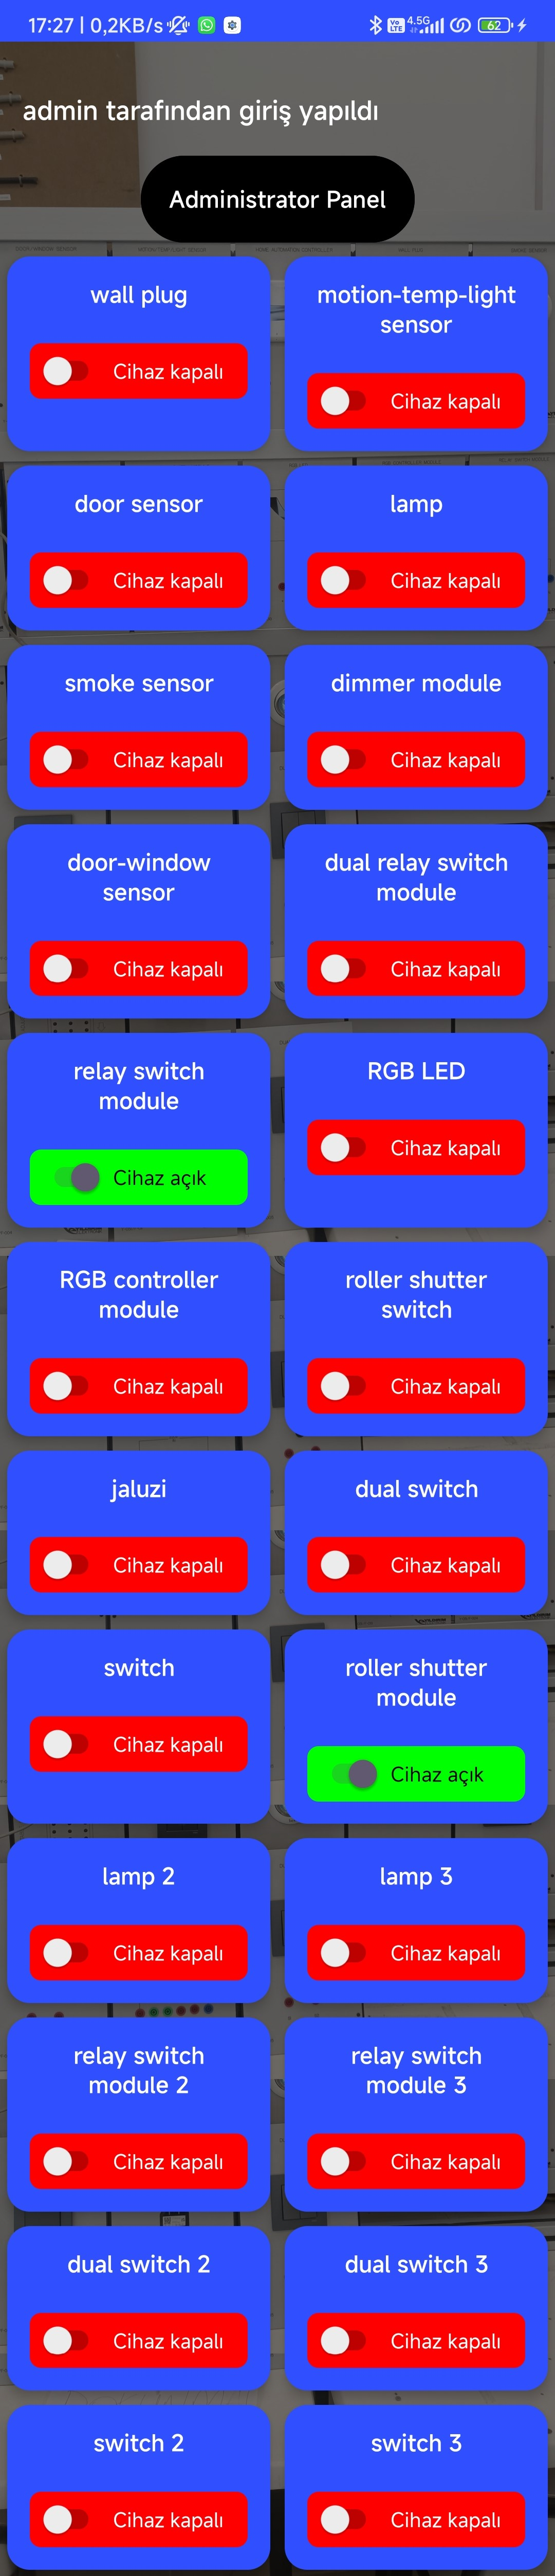 17:27 | 0,2KB/s Vo LTE 4.5G 62
admin tarafından giriş yapıldı
Administrator Panel
wall plug
Cihaz kapalı
motion-temp-light
sensor
Cihaz kapalı
door sensor
Cihaz kapalı
lamp
Cihaz kapalı
smoke sensor
Cihaz kapalı
dimmer module
Cihaz kapalı
door-window
sensor
Cihaz kapalı
dual relay switch
module
Cihaz kapalı
relay switch
module
Cihaz açık
RGB LED
Cihaz kapalı
RGB controller
module
Cihaz kapalı
roller shutter
switch
Cihaz kapalı
jaluzi
Cihaz kapalı
dual switch
Cihaz kapalı
switch
Cihaz kapalı
roller shutter
module
Cihaz açık
lamp 2
Cihaz kapalı
lamp 3
Cihaz kapalı
relay switch
module 2
Cihaz kapalı
relay switch
module 3
Cihaz kapalı
dual switch 2
Cihaz kapalı
dual switch 3
Cihaz kapalı
switch 2
Cihaz kapalı
switch 3
Cihaz kapalı